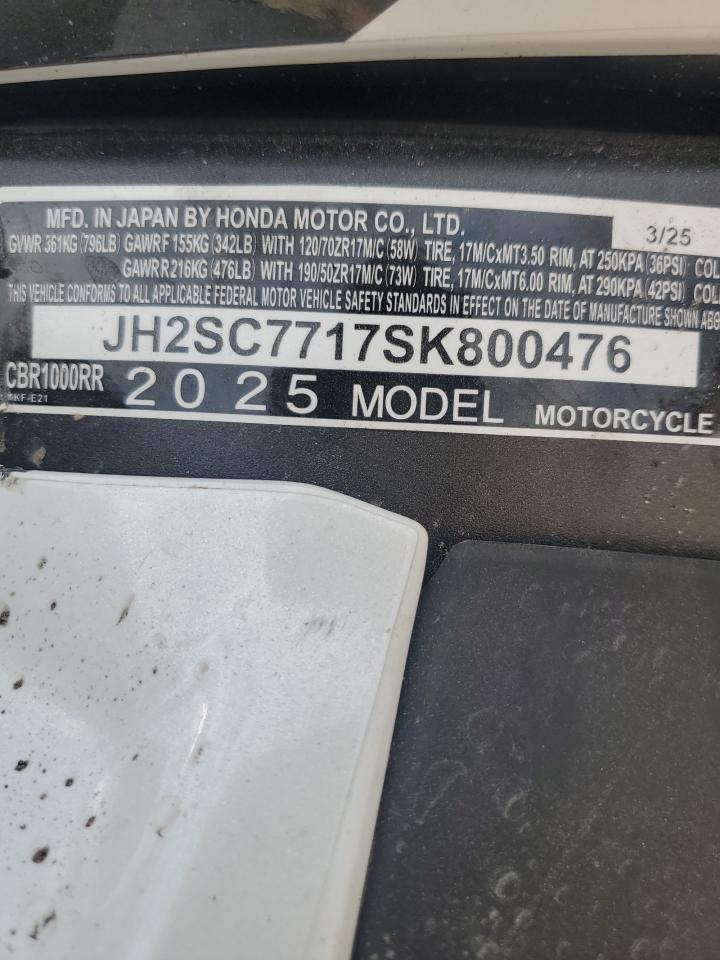 MFD. IN JAPAN BY HONDA MOTOR CO., LTD. 3/25
GVWR 361KG (796LB) GAWR F 155KG (342LB) WITH 120/70ZR17M/C (58W) TIRE, 17M/CxMT3.50 RIM, AT 250KPA (36PSI) COL
GAWR R 216KG (476LB) WITH 190/50ZR17M/C (73W) TIRE, 17M/CxMT6.00 RIM, AT 290KPA (42PSI) COL
THIS VEHICLE CONFORMS TO ALL APPLICABLE FEDERAL MOTOR VEHICLE SAFETY STANDARDS IN EFFECT ON THE DATE OF MANUFACTURE SHOWN AB
JH2SC7717SK800476
CBR1000RR 2025 MODEL MOTORCYCLE